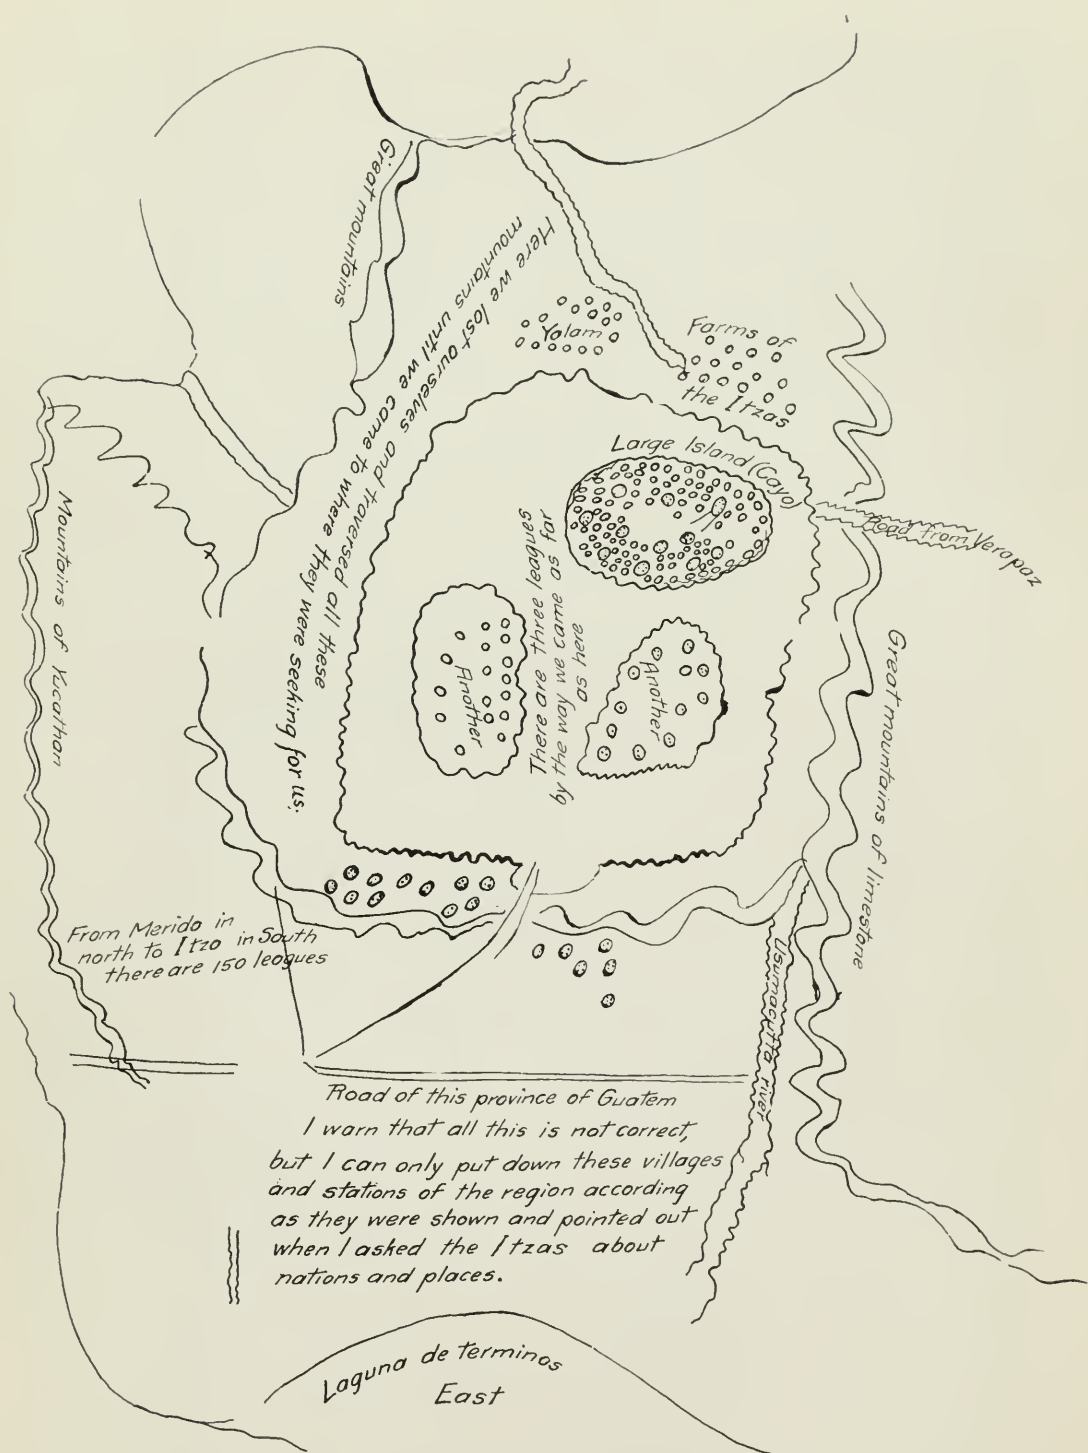 Great mountains
Here we lost ourselves and traversed all these
mountains until we came to where they were seeking for us.
Yalam
Farms of
the Itzas
Large Island (Cayo)
Road from Verapaz
Mountains of Yucathan
Another
There are three leagues
by the way we came as far
as here
Another
Great mountains of limestone
From Merido in
north to Itzo in South
there are 150 leagues
Usumacutta river
Road of this province of Guatem
I warn that all this is not correct,
but I can only put down these villages
and stations of the region according
as they were shown and pointed out
when I asked the Itzas about
nations and places.
Laguna de Terminos
East